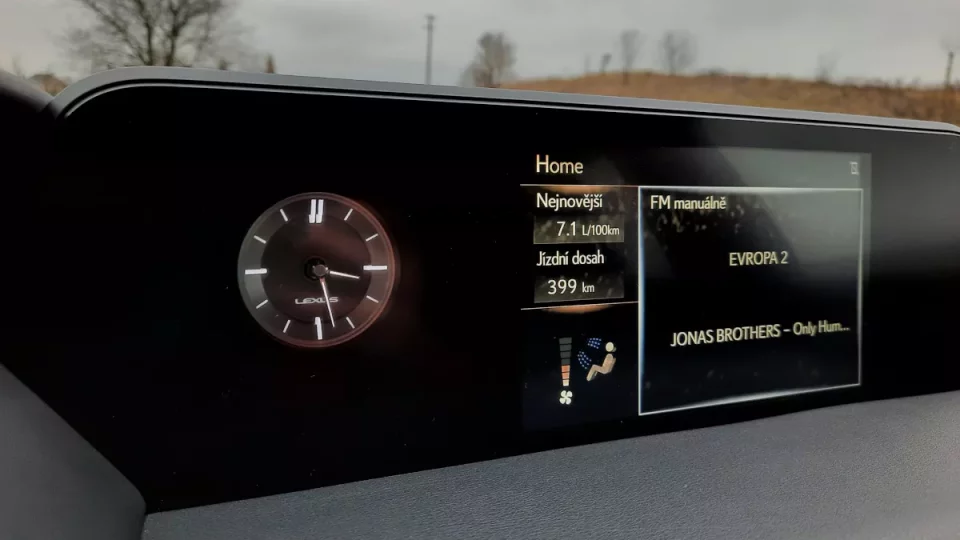 LEXUS
Home
Nejnovější
7.1 L/100km
Jízdní dosah
399 km
FM manuálně
EVROPA 2
JONAS BROTHERS – Only Hum...